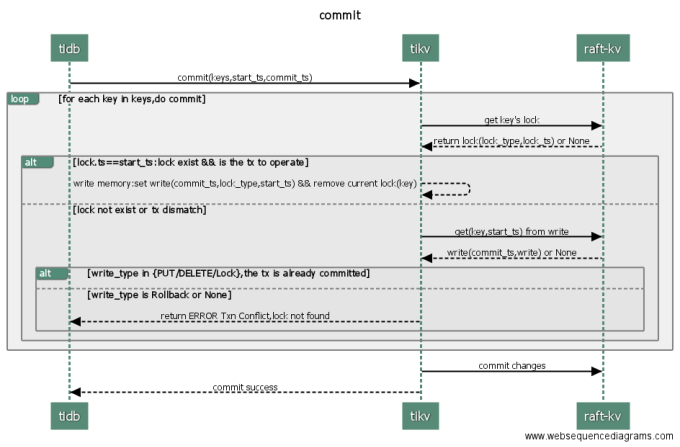 commit
tidb
tikv
raft-kv
commit(keys,start_ts,commit_ts)
loop
[for each key in keys,do commit]
get key's lock
return lock:(lock_type,lock_ts) or None
alt
[lock.ts==start_ts:lock exist && is the tx to operate]
write memory:set write(commit_ts,lock_type,start_ts) && remove current lock(key)
[lock not exist or tx dismatch]
get(key,start_ts) from write
write(commit_ts,write) or None
alt
[write_type in {PUT/DELETE/Lock},the tx is already committed]
[write_type is Rollback or None]
return ERROR Txn Conflict,lock not found
commit changes
commit success
tidb
tikv
raft-kv
www.websequencediagrams.com